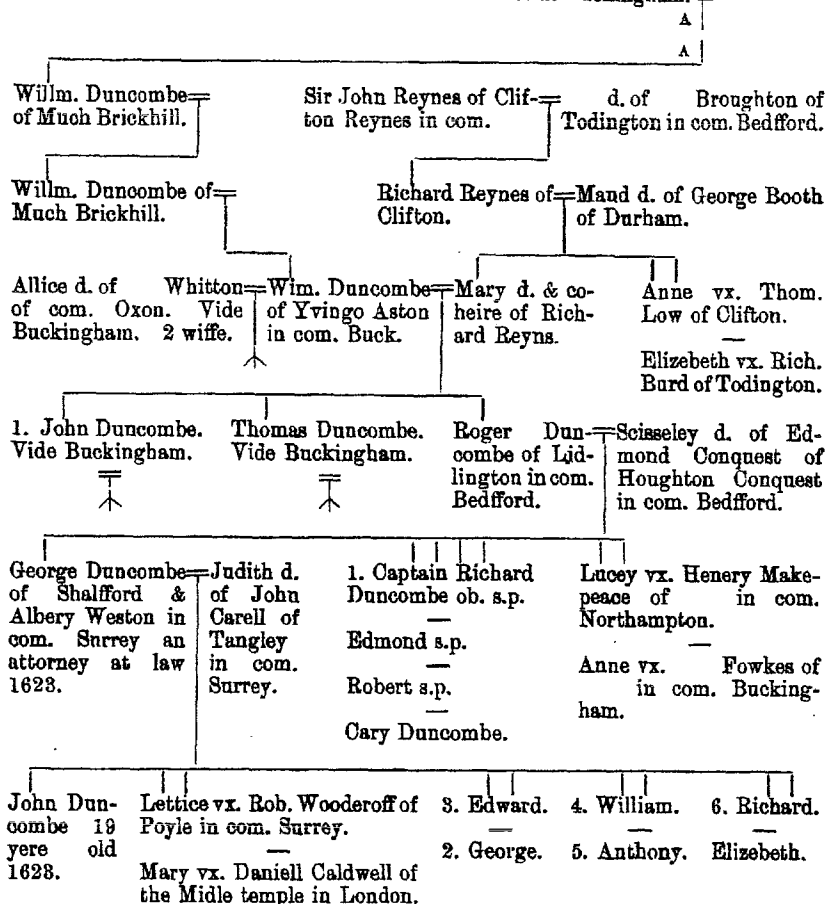 A
A
Willm. Duncombe
of Much Brickhill.
Sir John Reynes of Clif-
ton Reynes in com.
d. of Broughton of
Todington in com. Bedfford.
Willm. Duncombe of
Much Brickhill.
Richard Reynes of
Clifton.
Maud d. of George Booth
of Durham.
Allice d. of Whitton
of com. Oxon. Vide
Buckingham. 2 wiffe.
Wim. Duncombe
of Yvingo Aston
in com. Buck.
Mary d. & co-
heire of Rich-
ard Reyns.
Anne vx. Thom.
Low of Clifton.
—
Elizebeth vx. Rich.
Burd of Todington.
1. John Duncombe.
Vide Buckingham.
Thomas Duncombe.
Vide Buckingham.
Roger Dun-
combe of Lid-
lington in com.
Bedfford.
Scisseley d. of Ed-
mond Conquest of
Houghton Conquest
in com. Bedfford.
George Duncombe
of Shalfford &
Albery Weston in
com. Surrey an
attorney at law
1623.
Judith d.
of John
Carell of
Tangley
in com.
Surrey.
1. Captain Richard
Duncombe ob. s.p.
—
Edmond s.p.
—
Robert s.p.
—
Cary Duncombe.
Lucey vx. Henery Make-
peace of in com.
Northampton.
—
Anne vx. Fowkes of
in com. Bucking-
ham.
John Dun-
combe 19
yere old
1623.
Lettice vx. Rob. Wooderoff of
Poyle in com. Surrey.
—
Mary vx. Daniell Caldwell of
the Midle temple in London.
3. Edward.
—
2. George.
4. William.
—
5. Anthony.
6. Richard.
—
Elizebeth.